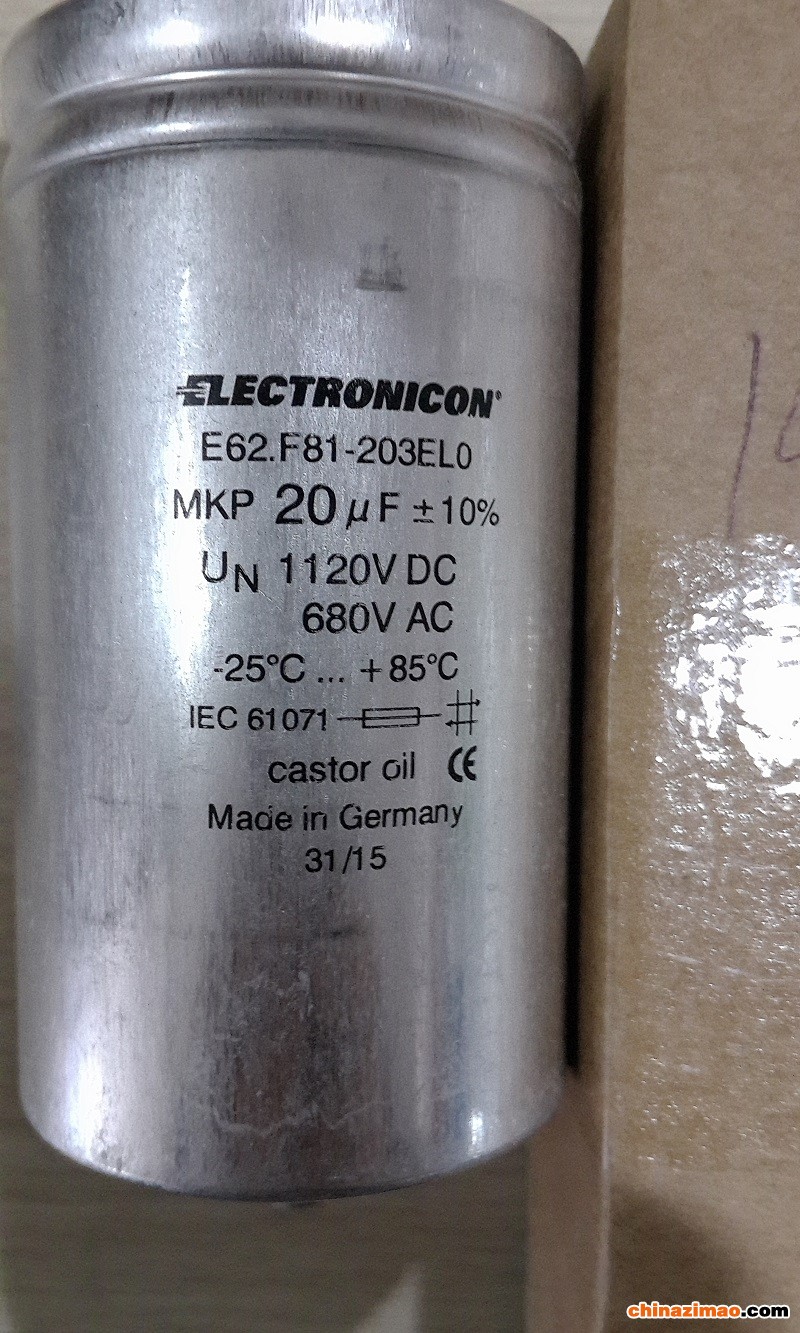 ELECTRONICON®
E62.F81-203EL0
MKP 20 µF ±10%
UN 1120V DC
680V AC
-25°C ... +85°C
IEC 61071
castor oil CE
Made in Germany
31/15
chinazimao.com